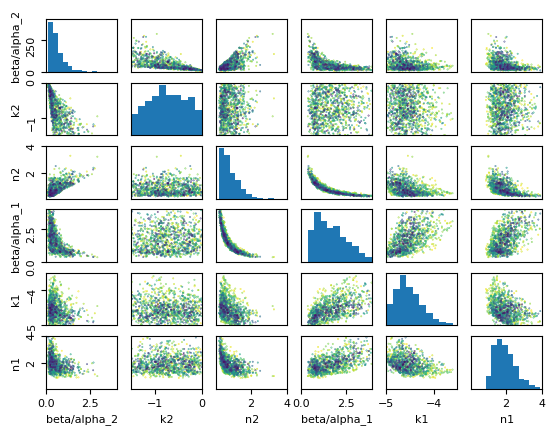 beta/alpha_2
250
0
k2
0
−1
n2
4
2
beta/alpha_1
2.5
0.0
k1
−4
−5
n1
4
2
0.0 2.5 −1 0 2 4 0.0 2.5 −5 −4 2 4
beta/alpha_2 k2 n2 beta/alpha_1 k1 n1